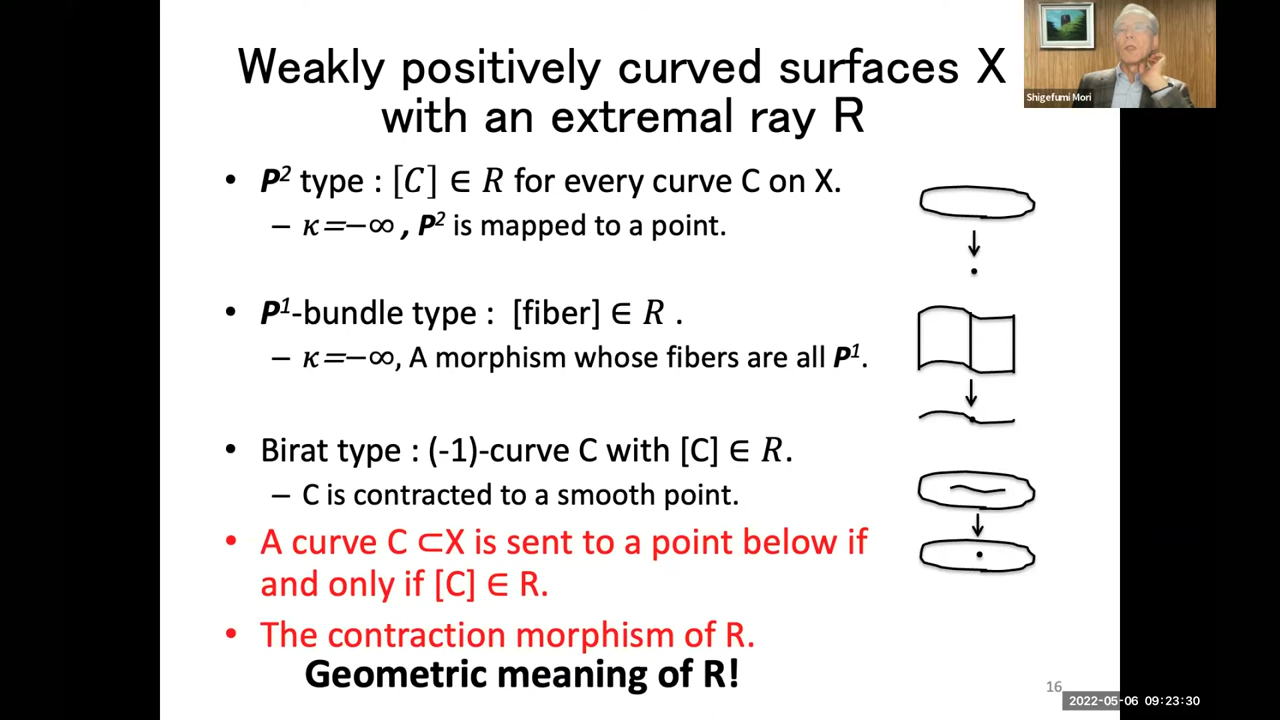 Weakly positively curved surfaces X
with an extremal ray R
Shigefumi Mori
• P² type : [C] ∈ R for every curve C on X.
– κ=−∞ , P² is mapped to a point.
• P¹-bundle type : [fiber] ∈ R .
– κ=−∞, A morphism whose fibers are all P¹.
• Birat type : (-1)-curve C with [C] ∈ R.
– C is contracted to a smooth point.
• A curve C ⊂X is sent to a point below if
and only if [C] ∈ R.
• The contraction morphism of R.
Geometric meaning of R!
16
2022-05-06 09:23:30